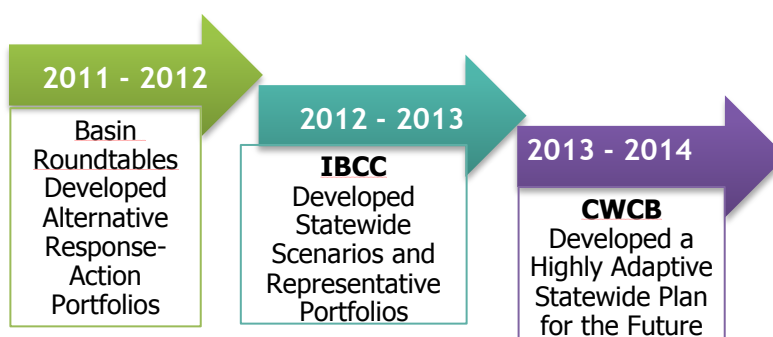 2011 - 2012
Basin
Roundtables
Developed
Alternative
Response-
Action
Portfolios
2012 - 2013
IBCC
Developed
Statewide
Scenarios and
Representative
Portfolios
2013 - 2014
CWCB
Developed a
Highly Adaptive
Statewide Plan
for the Future